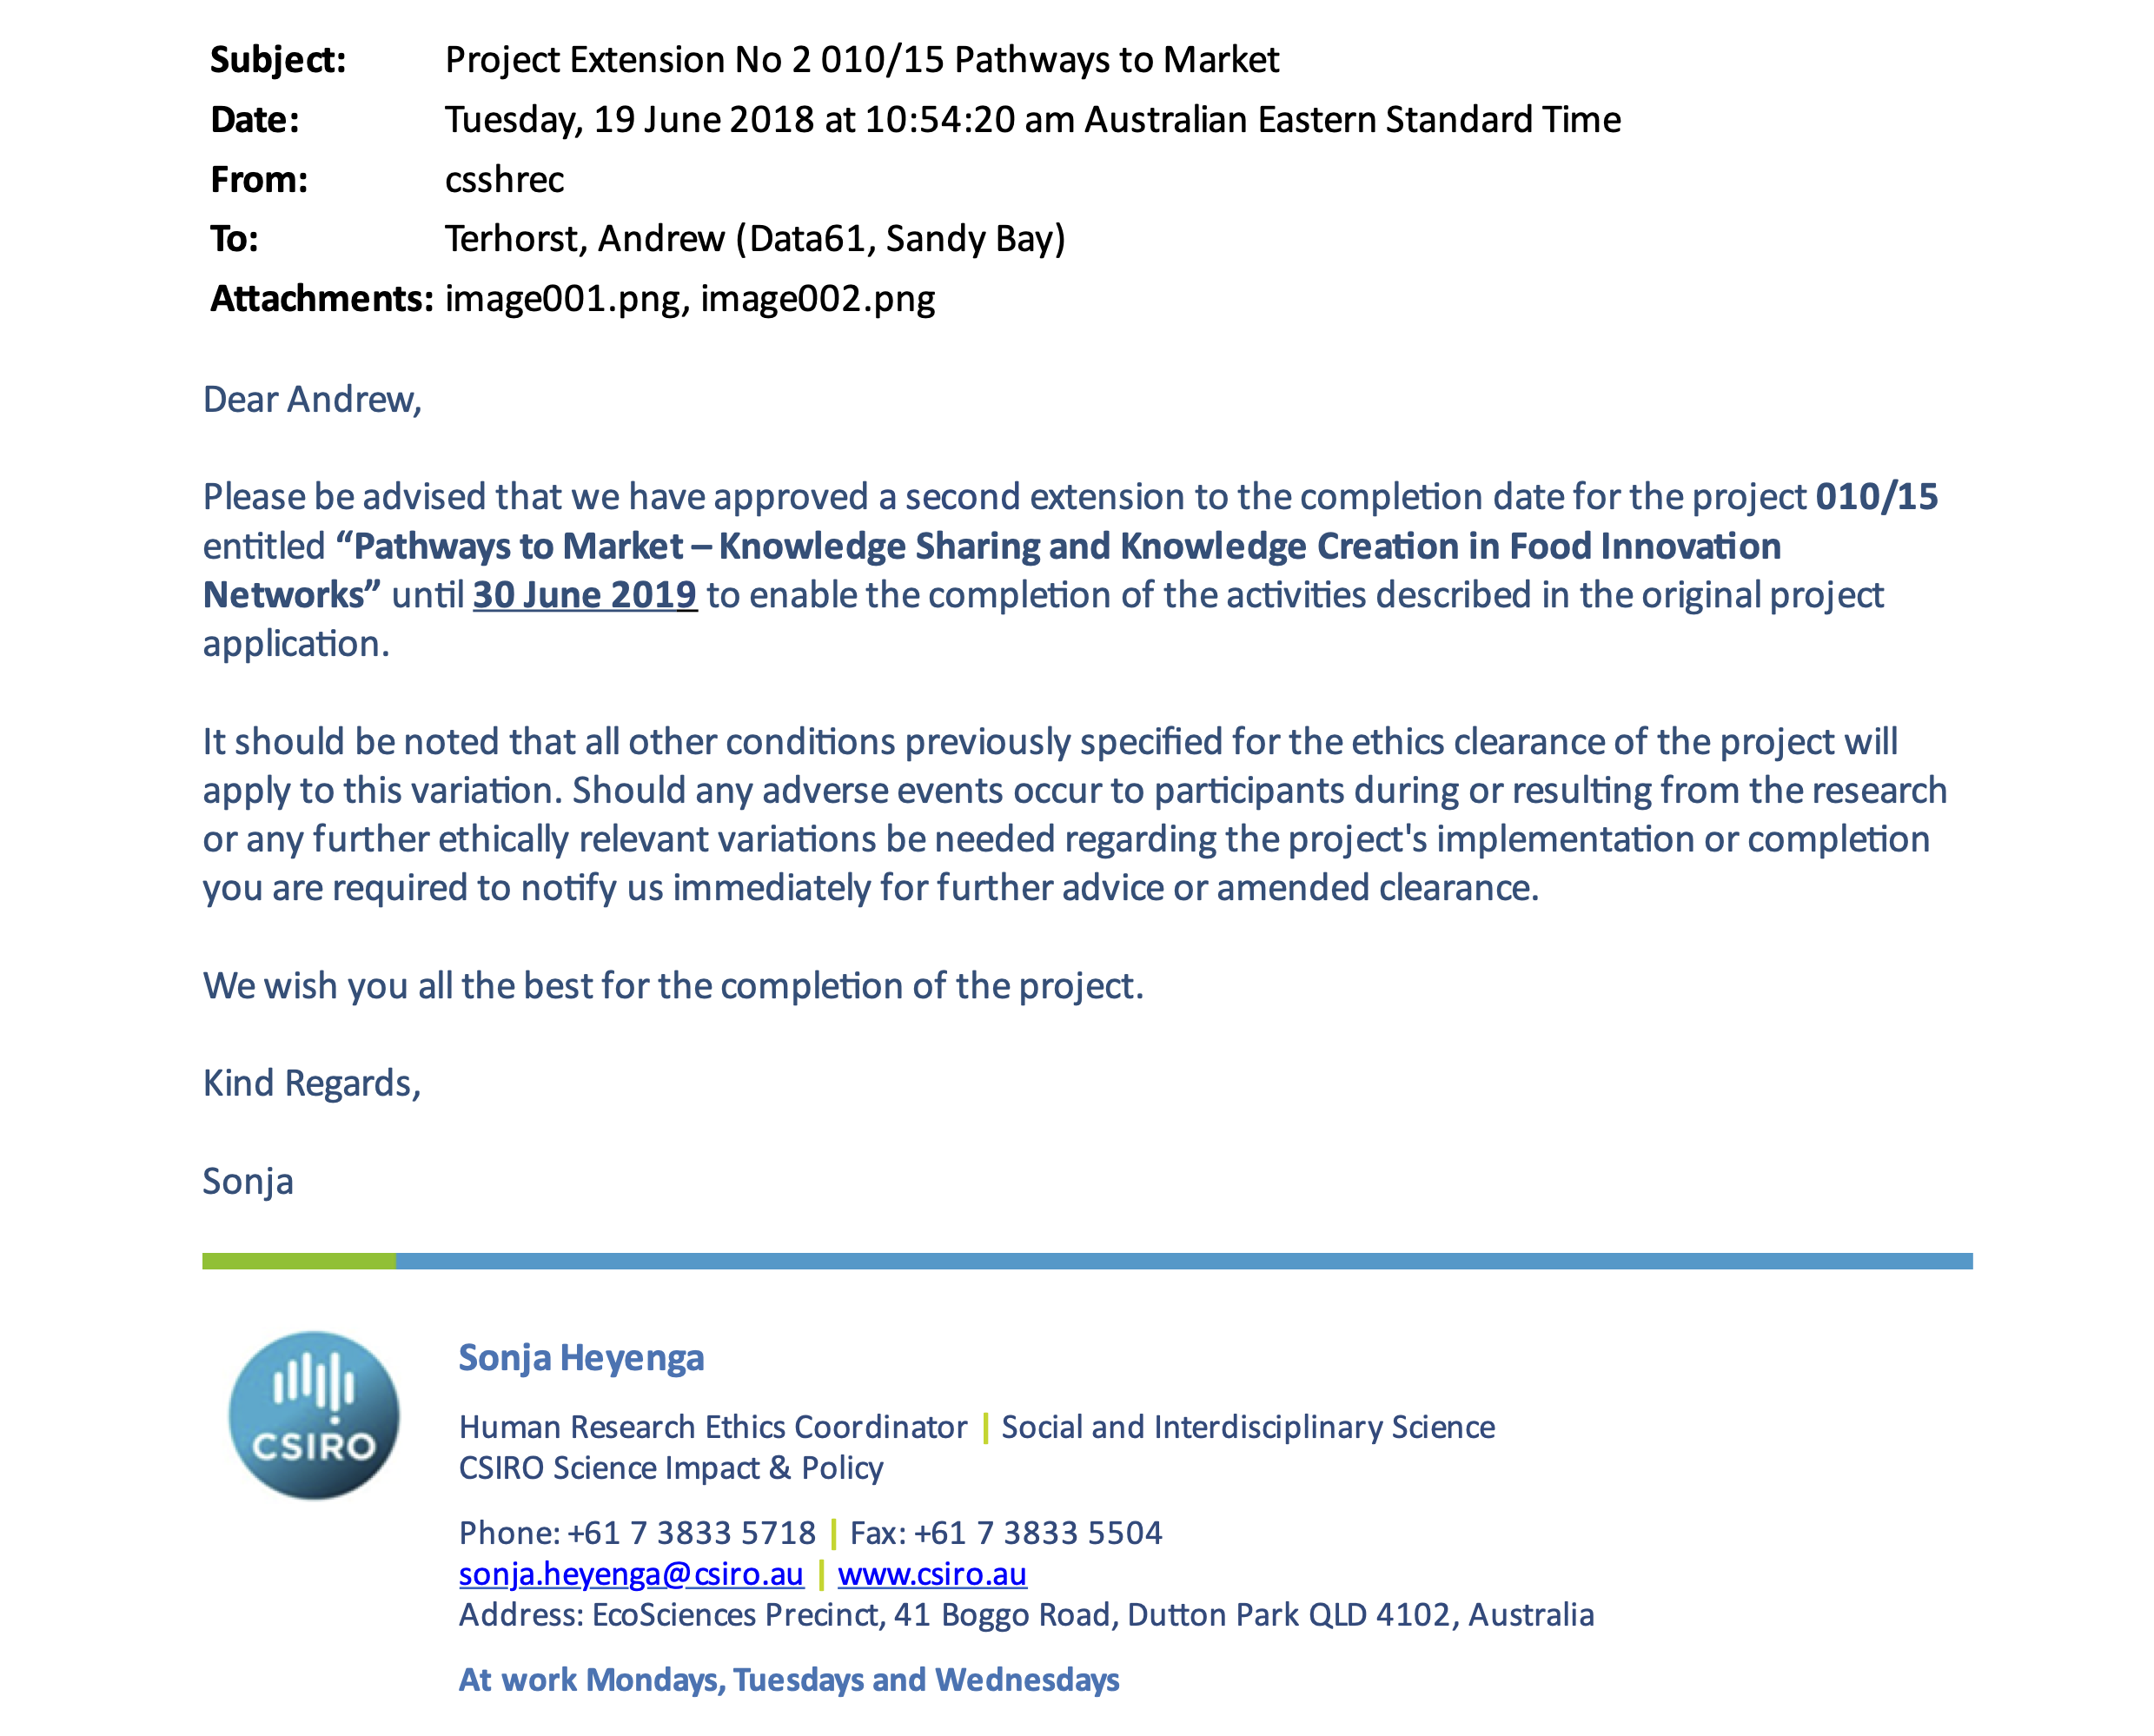 Subject: Project Extension No 2 010/15 Pathways to Market
Date: Tuesday, 19 June 2018 at 10:54:20 am Australian Eastern Standard Time
From: csshrec
To: Terhorst, Andrew (Data61, Sandy Bay)
Attachments: image001.png, image002.png
Dear Andrew,
Please be advised that we have approved a second extension to the completion date for the project 010/15
entitled “Pathways to Market – Knowledge Sharing and Knowledge Creation in Food Innovation
Networks” until 30 June 2019 to enable the completion of the activities described in the original project
application.
It should be noted that all other conditions previously specified for the ethics clearance of the project will
apply to this variation. Should any adverse events occur to participants during or resulting from the research
or any further ethically relevant variations be needed regarding the project's implementation or completion
you are required to notify us immediately for further advice or amended clearance.
We wish you all the best for the completion of the project.
Kind Regards,
Sonja
CSIRO
Sonja Heyenga
Human Research Ethics Coordinator | Social and Interdisciplinary Science
CSIRO Science Impact & Policy
Phone: +61 7 3833 5718 | Fax: +61 7 3833 5504
sonja.heyenga@csiro.au | www.csiro.au
Address: EcoSciences Precinct, 41 Boggo Road, Dutton Park QLD 4102, Australia
At work Mondays, Tuesdays and Wednesdays